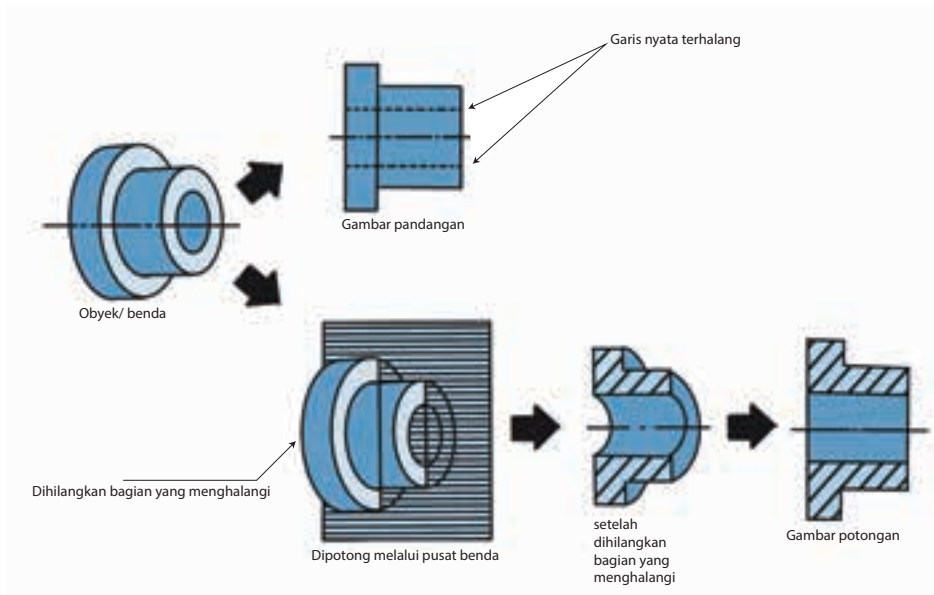 Garis nyata terhalang
Gambar pandangan
Obyek/ benda
Dihilangkan bagian yang menghalangi
Dipotong melalui pusat benda
setelah
dihilangkan
bagian yang
menghalangi
Gambar potongan